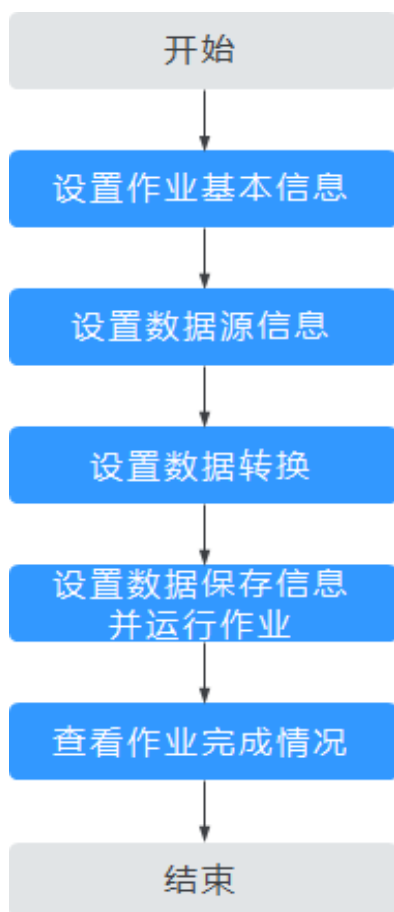 开始
设置作业基本信息
设置数据源信息
设置数据转换
设置数据保存信息
并运行作业
查看作业完成情况
结束